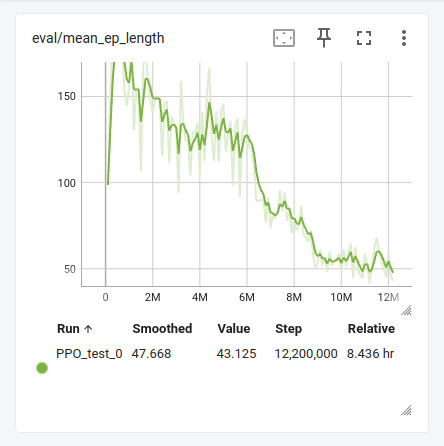 eval/mean_ep_length
150
100
50
0 2M 4M 6M 8M 10M 12M
Run Smoothed Value Step Relative
PPO_test_0 47.668 43.125 12,200,000 8.436 hr